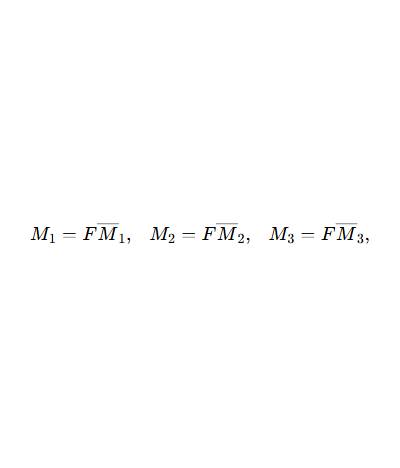 $M_1 = F\overline{M}_1, \quad M_2 = F\overline{M}_2, \quad M_3 = F\overline{M}_3,$